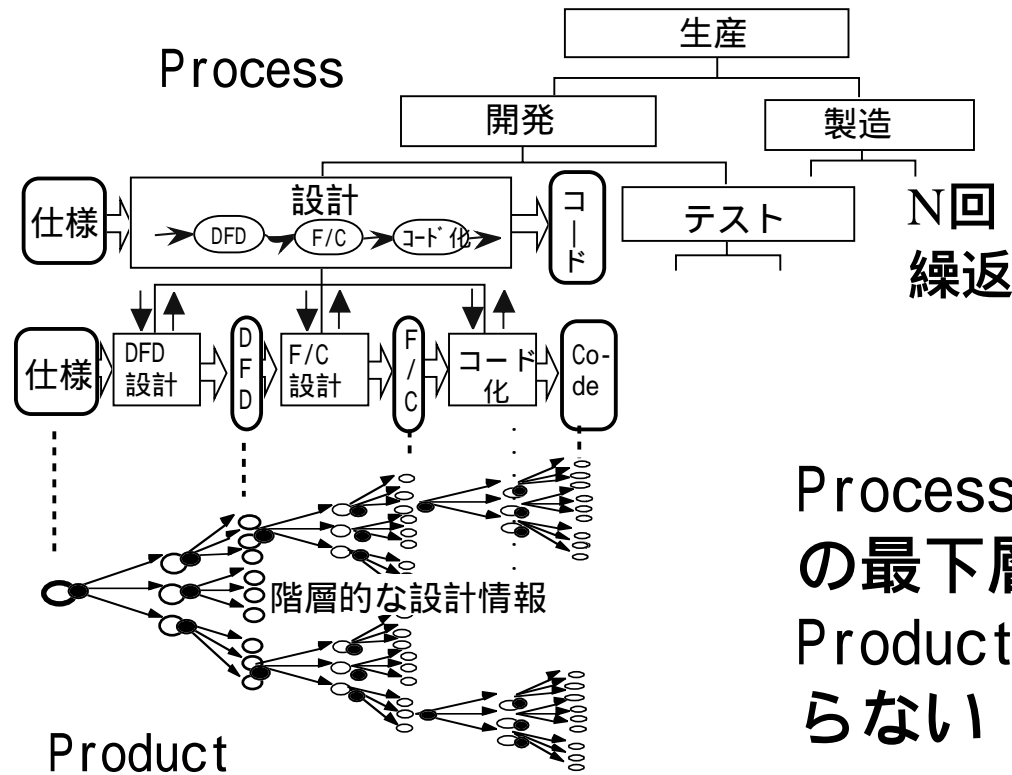 生産
Process
開発
製造
仕様
設計
DFD
F/C
コード化
コード
テスト
N回
繰返
仕様
DFD
設計
DFD
F/C
設計
F/C
コード
化
Co-
de
Process
の最下層
Product
らない
階層的な設計情報
Product